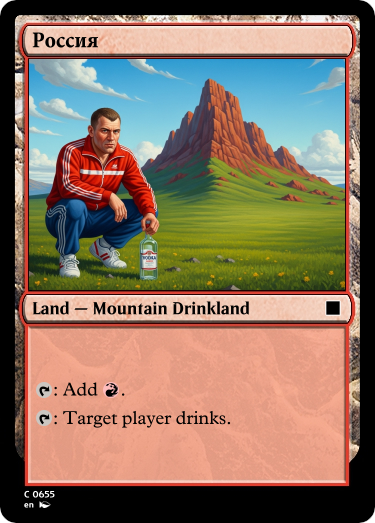 Россия
VODKA
Land — Mountain Drinkland
: Add .
: Target player drinks.
C 0655
en